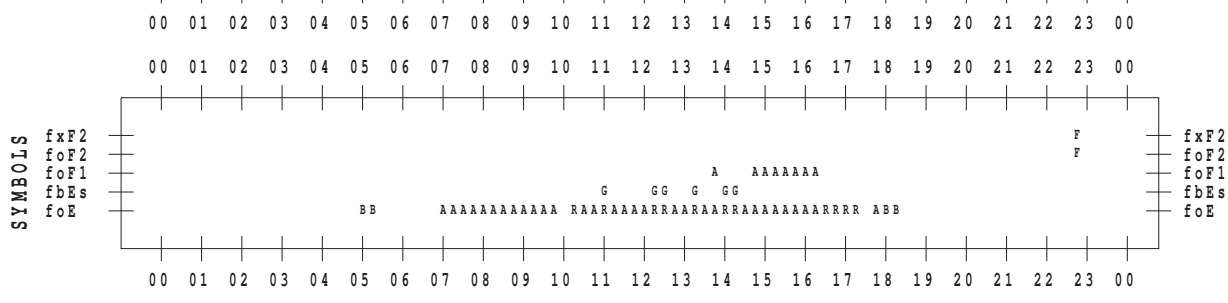 00 01 02 03 04 05 06 07 08 09 10 11 12 13 14 15 16 17 18 19 20 21 22 23 00
00 01 02 03 04 05 06 07 08 09 10 11 12 13 14 15 16 17 18 19 20 21 22 23 00
SYMBOLS
fxF2 F fxF2
foF2 F foF2
foF1 A AAAAAAA foF1
fbEs G GG G GG fbEs
foE BB AAAAAAAAAAAA RAARAAAARRAARAARRAAAAAAAARRRR ABB foE
00 01 02 03 04 05 06 07 08 09 10 11 12 13 14 15 16 17 18 19 20 21 22 23 00